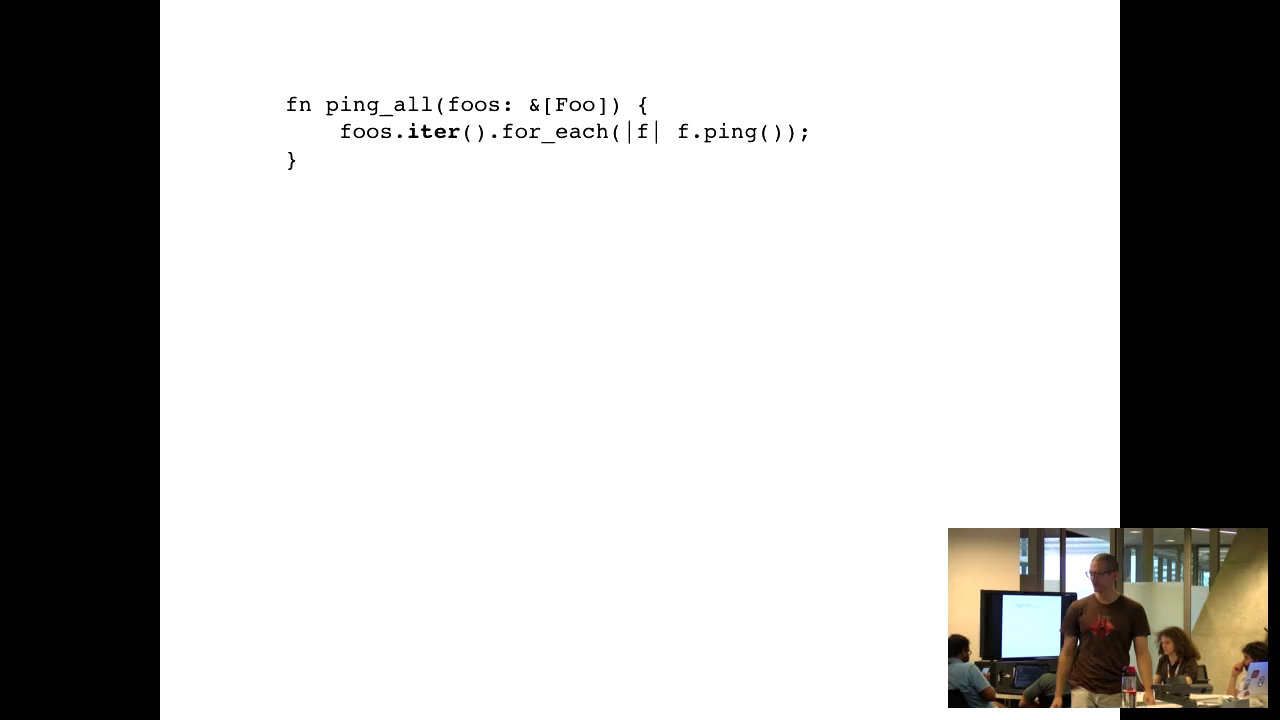 fn ping_all(foos: &[Foo]) {
    foos.iter().for_each(|f| f.ping());
}